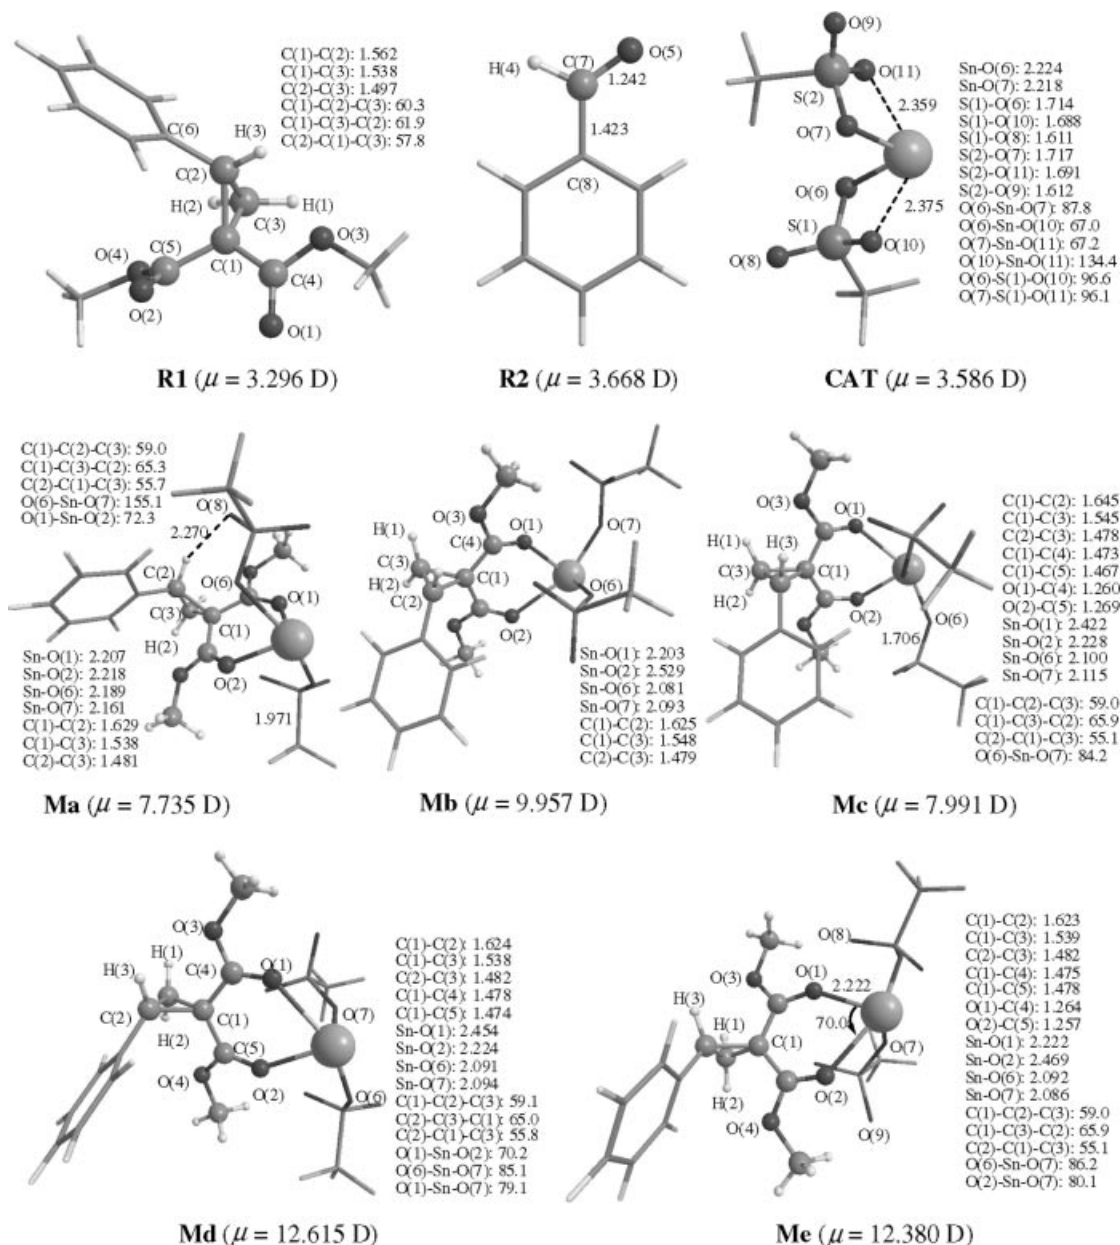 C(1)-C(2): 1.562
C(1)-C(3): 1.538
C(2)-C(3): 1.497
C(1)-C(2)-C(3): 60.3
C(1)-C(3)-C(2): 61.9
C(2)-C(1)-C(3): 57.8
C(6)
H(3)
C(2)
H(2)
H(1)
C(3)
O(3)
O(4)
C(5)
C(1)
C(4)
O(2)
O(1)
R1 (μ = 3.296 D)
O(5)
C(7)
H(4)
1.242
1.423
C(8)
R2 (μ = 3.668 D)
O(9)
O(11)
S(2)
2.359
O(7)
O(6)
2.375
S(1)
O(10)
O(8)
Sn-O(6): 2.224
Sn-O(7): 2.218
S(1)-O(6): 1.714
S(1)-O(10): 1.688
S(1)-O(8): 1.611
S(2)-O(7): 1.717
S(2)-O(11): 1.691
S(2)-O(9): 1.612
O(6)-Sn-O(7): 87.8
O(6)-Sn-O(10): 67.0
O(7)-Sn-O(11): 67.2
O(10)-Sn-O(11): 134.4
O(6)-S(1)-O(10): 96.6
O(7)-S(1)-O(11): 96.1
CAT (μ = 3.586 D)
C(1)-C(2)-C(3): 59.0
C(1)-C(3)-C(2): 65.3
C(2)-C(1)-C(3): 55.7
O(6)-Sn-O(7): 155.1
O(1)-Sn-O(2): 72.3
O(8)
2.270
C(2)
O(6)
C(3)
O(1)
C(1)
H(2)
O(2)
1.971
Sn-O(1): 2.207
Sn-O(2): 2.218
Sn-O(6): 2.189
Sn-O(7): 2.161
C(1)-C(2): 1.629
C(1)-C(3): 1.538
C(2)-C(3): 1.481
Ma (μ = 7.735 D)
O(3)
O(1)
O(7)
H(1)
C(4)
C(3)
H(2)
C(1)
C(2)
O(6)
O(2)
Sn-O(1): 2.203
Sn-O(2): 2.529
Sn-O(6): 2.081
Sn-O(7): 2.093
C(1)-C(2): 1.625
C(1)-C(3): 1.548
C(2)-C(3): 1.479
Mb (μ = 9.957 D)
O(3)
O(1)
H(1)
H(3)
C(3)
C(1)
H(2)
O(2)
O(6)
1.706
C(1)-C(2): 1.645
C(1)-C(3): 1.545
C(2)-C(3): 1.478
C(1)-C(4): 1.473
C(1)-C(5): 1.467
O(1)-C(4): 1.260
O(2)-C(5): 1.269
Sn-O(1): 2.422
Sn-O(2): 2.228
Sn-O(6): 2.100
Sn-O(7): 2.115
C(1)-C(2)-C(3): 59.0
C(1)-C(3)-C(2): 65.9
C(2)-C(1)-C(3): 55.1
O(6)-Sn-O(7): 84.2
Mc (μ = 7.991 D)
O(3)
H(1)
H(3)
C(4)
O(1)
C(2)
C(1)
O(7)
H(2)
C(5)
O(4)
O(2)
O(6)
C(1)-C(2): 1.624
C(1)-C(3): 1.538
C(2)-C(3): 1.482
C(1)-C(4): 1.478
C(1)-C(5): 1.474
Sn-O(1): 2.454
Sn-O(2): 2.224
Sn-O(6): 2.091
Sn-O(7): 2.094
C(1)-C(2)-C(3): 59.1
C(2)-C(3)-C(1): 65.0
C(2)-C(1)-C(3): 55.8
O(1)-Sn-O(2): 70.2
O(6)-Sn-O(7): 85.1
O(1)-Sn-O(7): 79.1
Md (μ = 12.615 D)
O(8)
O(3)
O(1)
2.222
H(3)
H(1)
70.0
C(1)
O(7)
H(2)
O(2)
O(4)
O(9)
C(1)-C(2): 1.623
C(1)-C(3): 1.539
C(2)-C(3): 1.482
C(1)-C(4): 1.475
C(1)-C(5): 1.478
O(1)-C(4): 1.264
O(2)-C(5): 1.257
Sn-O(1): 2.222
Sn-O(2): 2.469
Sn-O(6): 2.092
Sn-O(7): 2.086
C(1)-C(2)-C(3): 59.0
C(1)-C(3)-C(2): 65.9
C(2)-C(1)-C(3): 55.1
O(6)-Sn-O(7): 86.2
O(2)-Sn-O(7): 80.1
Me (μ = 12.380 D)